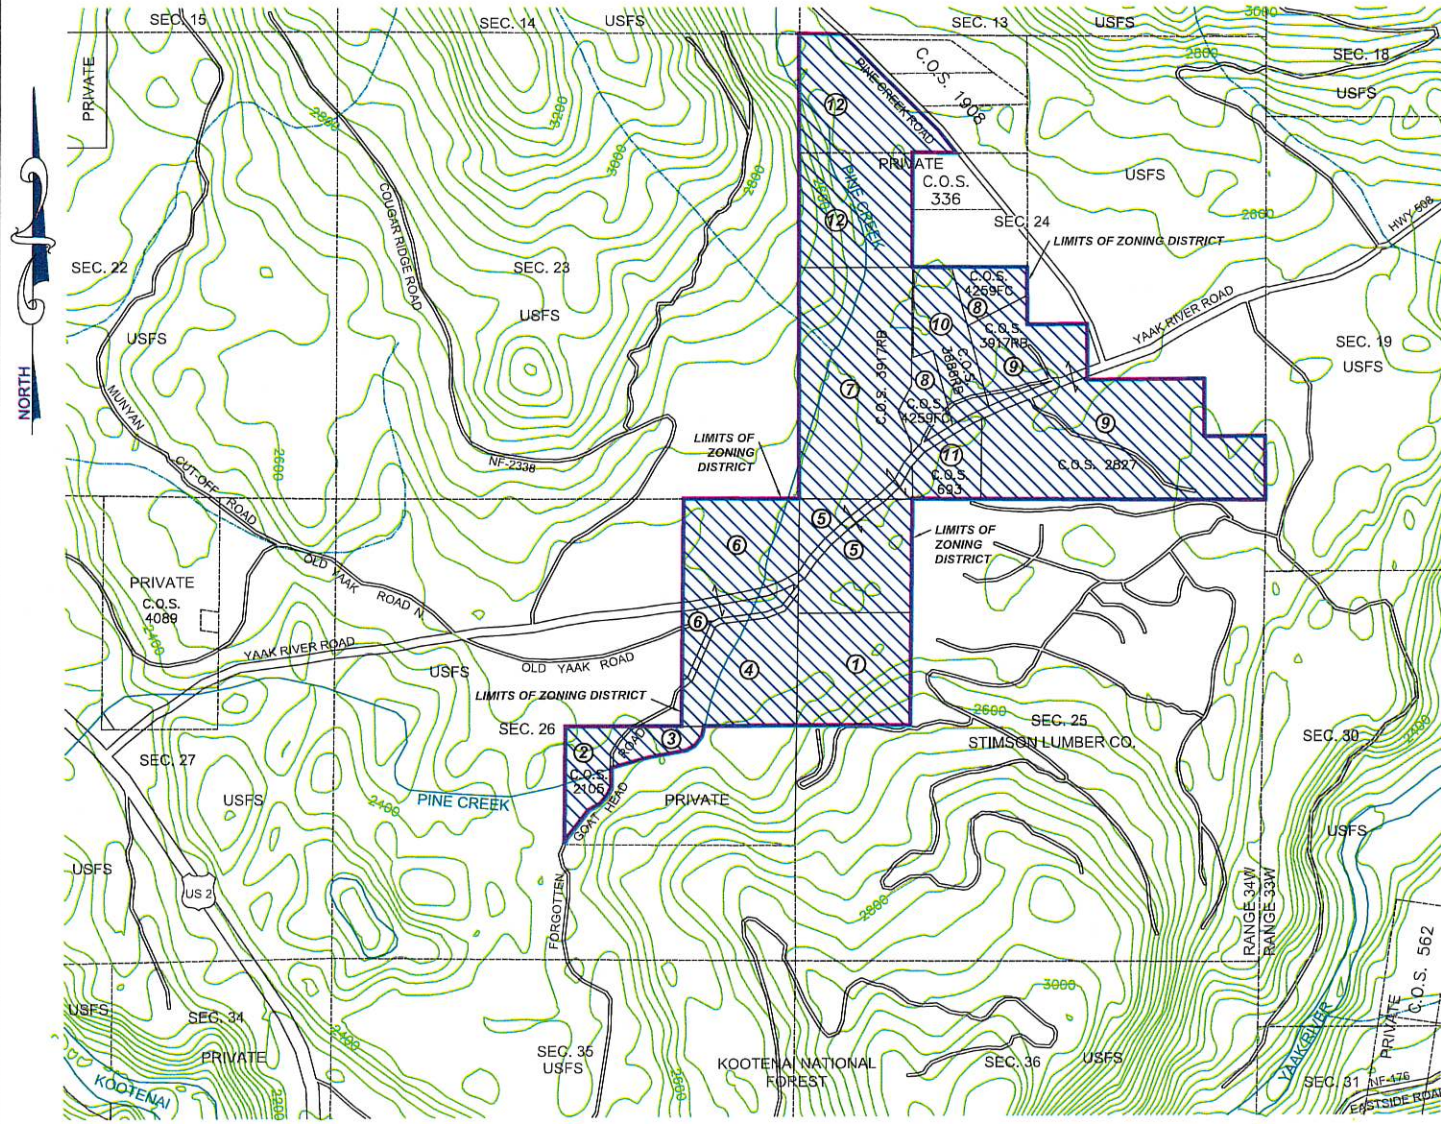 SEC. 15
SEC. 14
USFS
SEC. 13
USFS
3000
PRIVATE
2800
3200
3000
2800
PINE CREEK ROAD
C.O.S. 1908
2800
SEC. 18
USFS
12
PRIVATE
C.O.S.
336
USFS
2800
HWY 508
COUGAR RIDGE ROAD
PINE CREEK
12
SEC. 24
LIMITS OF ZONING DISTRICT
SEC. 22
SEC. 23
USFS
USFS
NORTH
C.O.S.
4259FC
8
10
C.O.S.
3917RB
9
C.O.S.
3888RB
YAAK RIVER ROAD
SEC. 19
USFS
7
C.O.S. 3917RB
8
C.O.S.
4259FC
9
MUNYAN
CUT-OFF ROAD
2600
NF-2338
LIMITS OF
ZONING
DISTRICT
11
C.O.S.
693
C.O.S. 2827
5
6
5
LIMITS OF
ZONING
DISTRICT
OLD YAAK ROAD N.
PRIVATE
C.O.S.
4089
2400
YAAK RIVER ROAD
USFS
OLD YAAK ROAD
6
4
1
LIMITS OF ZONING DISTRICT
2600
SEC. 25
STIMSON LUMBER CO.
SEC. 26
2
3
C.O.S.
2105
FORGOTTEN GOAT HEAD ROAD
PRIVATE
SEC. 27
SEC. 30
2400
USFS
2400
PINE CREEK
USFS
USFS
US 2
2800
RANGE 34W
RANGE 33W
3000
C.O.S. 562
PRIVATE
USFS
SEC. 34
PRIVATE
2400
KOOTENAI
2200
SEC. 35
USFS
2600
KOOTENAI NATIONAL
FOREST
SEC. 36
USFS
YAAK RIVER
SEC. 31
NF-176
EASTSIDE ROAD